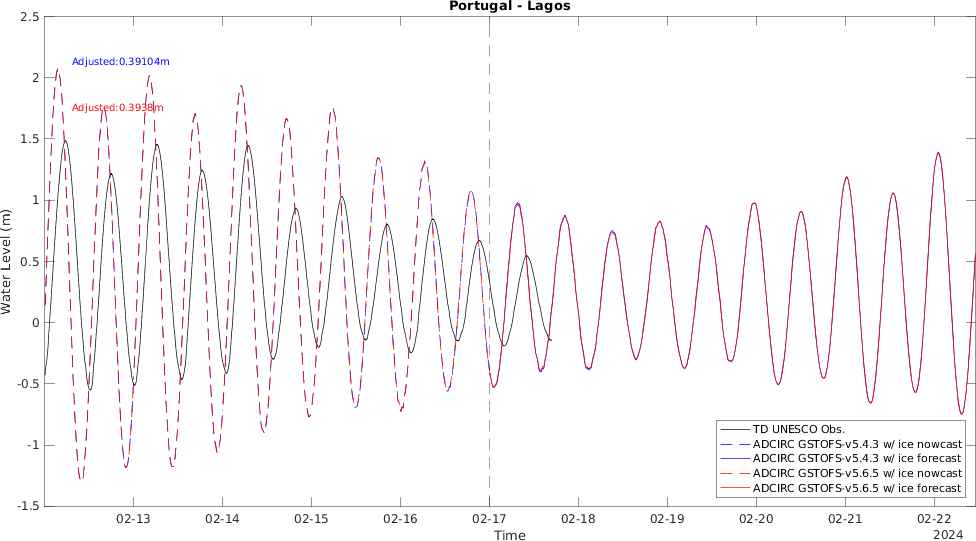 Portugal - Lagos
2.5
2
1.5
1
0.5
0
-0.5
-1
-1.5
Water Level (m)
Adjusted:0.39104m
Adjusted:0.3938m
TD UNESCO Obs.
ADCIRC GSTOFS-v5.4.3 w/ ice nowcast
ADCIRC GSTOFS-v5.4.3 w/ ice forecast
ADCIRC GSTOFS-v5.6.5 w/ ice nowcast
ADCIRC GSTOFS-v5.6.5 w/ ice forecast
02-13 02-14 02-15 02-16 02-17 02-18 02-19 02-20 02-21 02-22
Time
2024